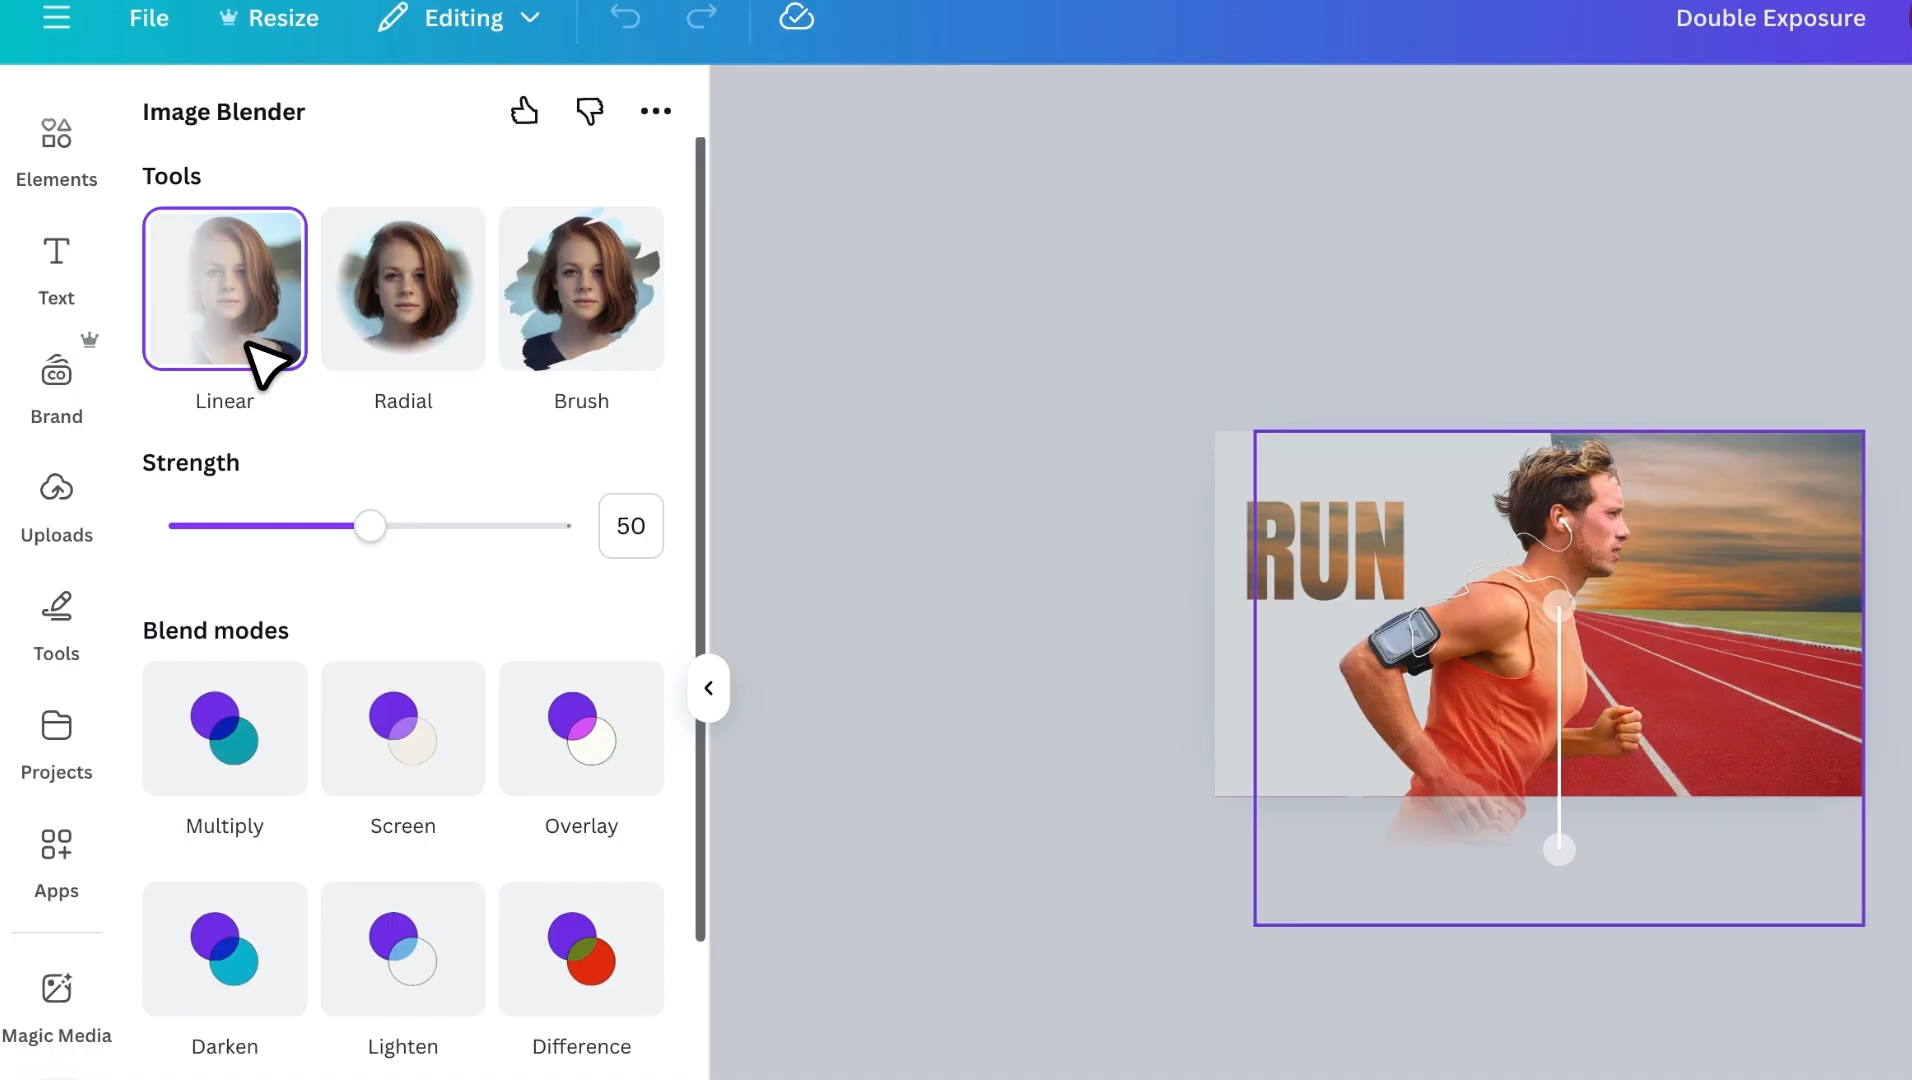 File
Resize
Editing
Double Exposure
Elements
Text
Brand
CO
Uploads
Tools
Projects
Apps
Magic Media
Image Blender
Tools
Linear
Radial
Brush
Strength
50
Blend modes
Multiply
Screen
Overlay
Darken
Lighten
Difference
RUN